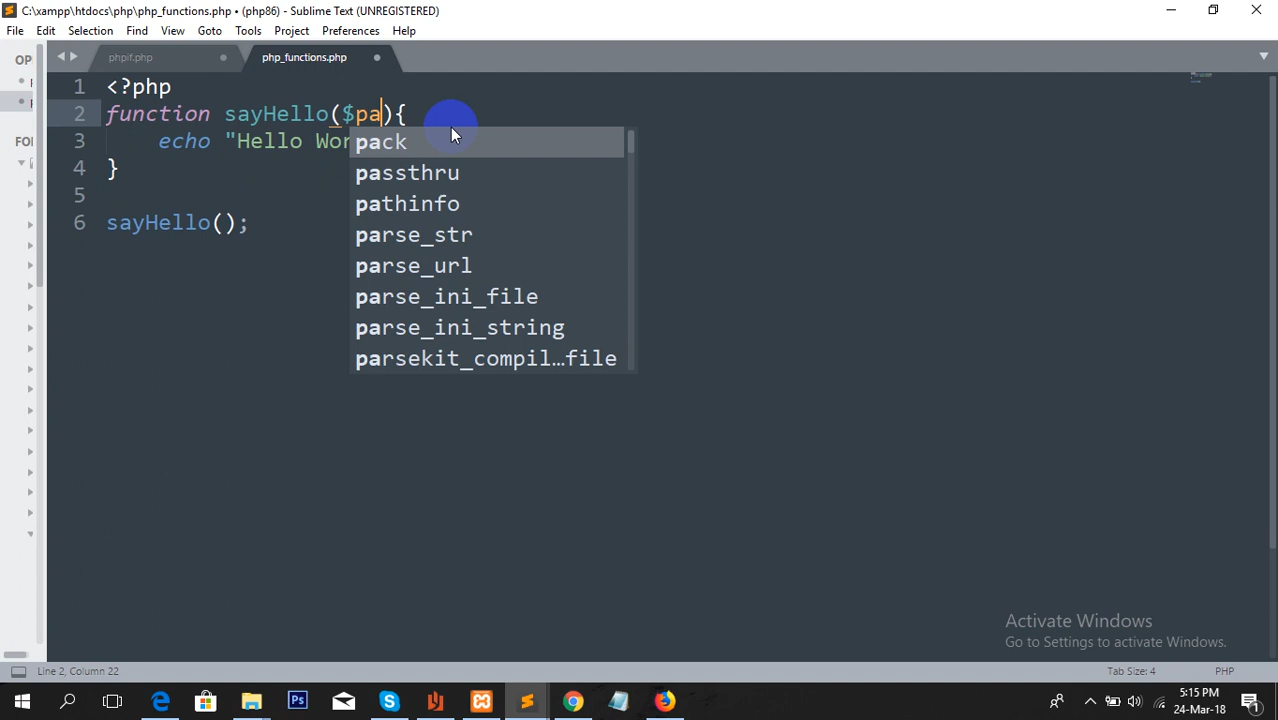 C:\xampp\htdocs\php\php_functions.php • (php86) - Sublime Text (UNREGISTERED)
File Edit Selection Find View Goto Tools Project Preferences Help
OP
phpif.php
php_functions.php
FO
1 <?php
2 function sayHello($pa){
3 echo "Hello Wor
4 }
5
6 sayHello();
pack
passthru
pathinfo
parse_str
parse_url
parse_ini_file
parse_ini_string
parsekit_compil…file
Activate Windows
Go to Settings to activate Windows.
Line 2, Column 22
Tab Size: 4
PHP
5:15 PM
24-Mar-18
1